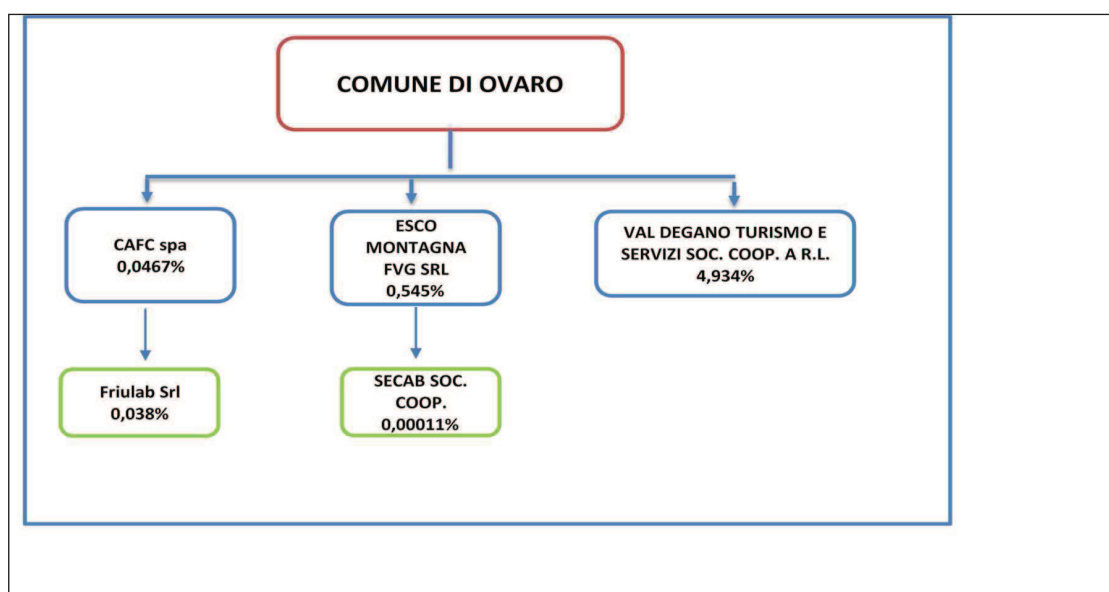 COMUNE DI OVARO
CAFC spa
0,0467%
ESCO
MONTAGNA
FVG SRL
0,545%
VAL DEGANO TURISMO E
SERVIZI SOC. COOP. A R.L.
4,934%
Friulab Srl
0,038%
SECAB SOC.
COOP.
0,00011%